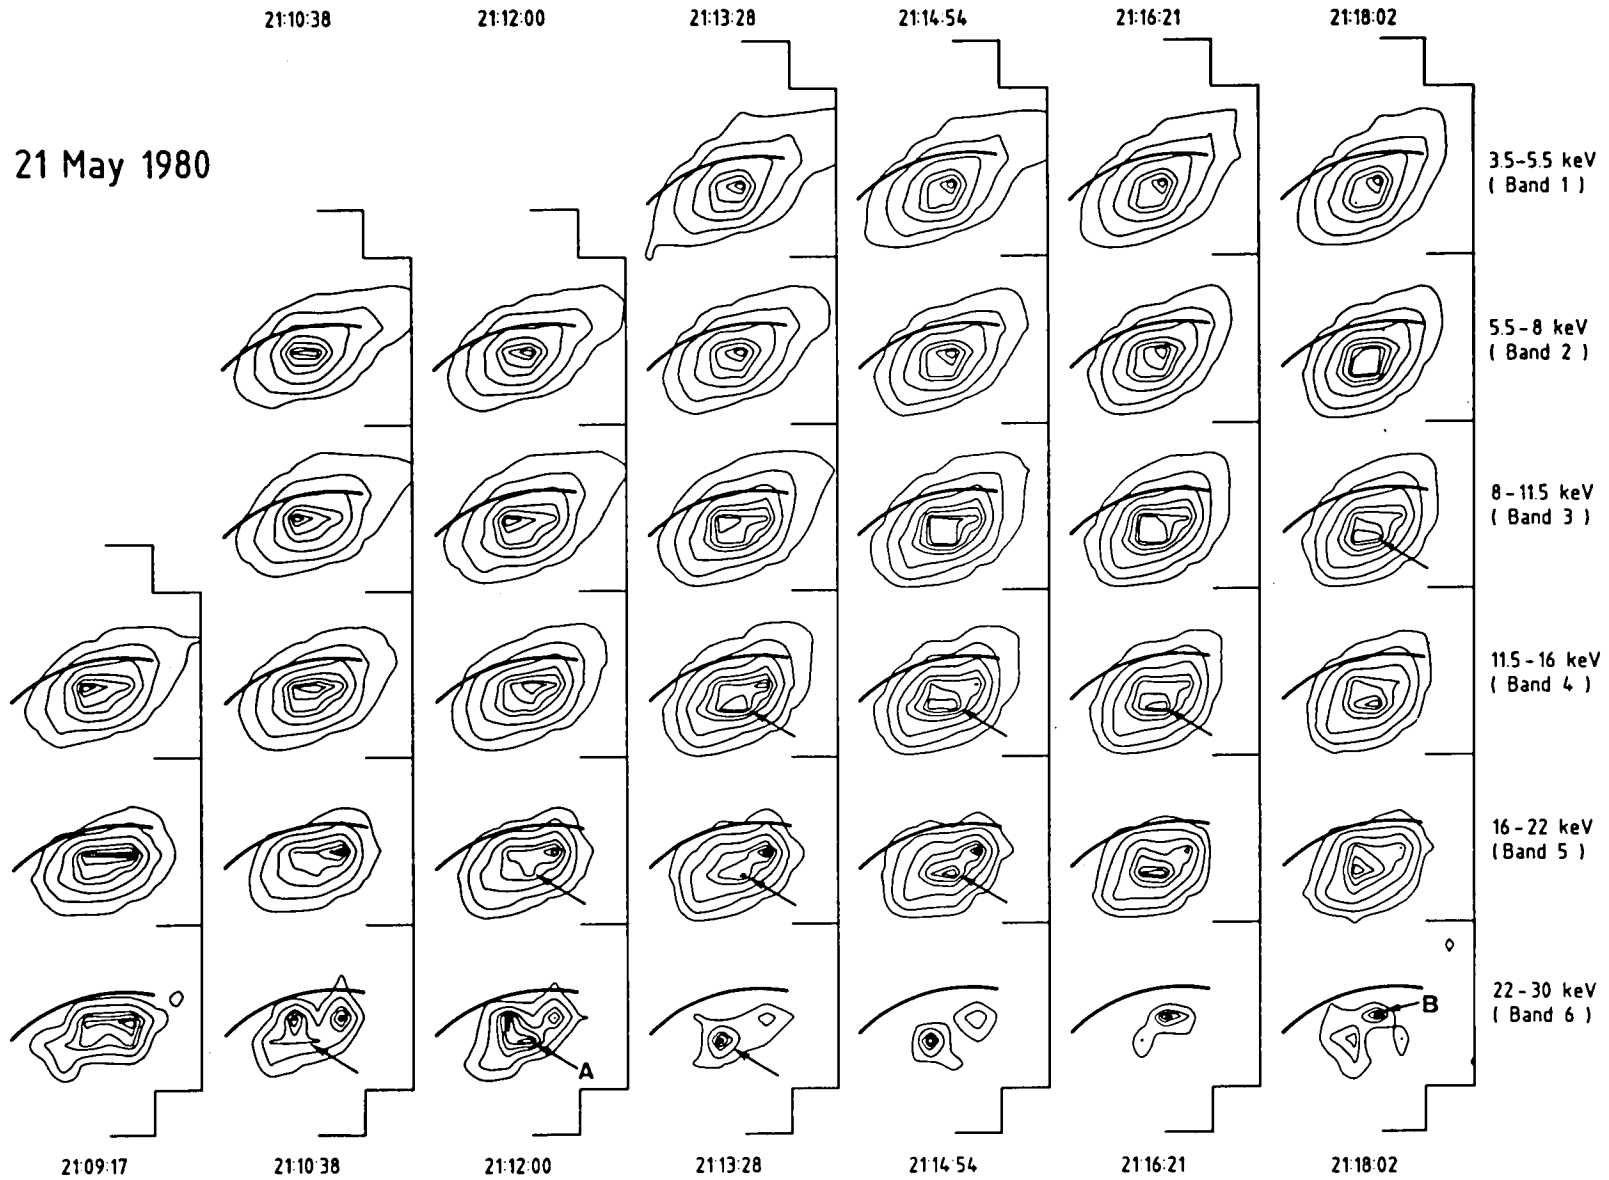 21:10:38 21:12:00 21:13:28 21:14:54 21:16:21 21:18:02
21 May 1980
3.5-5.5 keV
( Band 1 )
5.5-8 keV
( Band 2 )
8-11.5 keV
( Band 3 )
11.5-16 keV
( Band 4 )
16-22 keV
(Band 5 )
22-30 keV
( Band 6 )
B
A
21:09:17 21:10:38 21:12:00 21:13:28 21:14:54 21:16:21 21:18:02